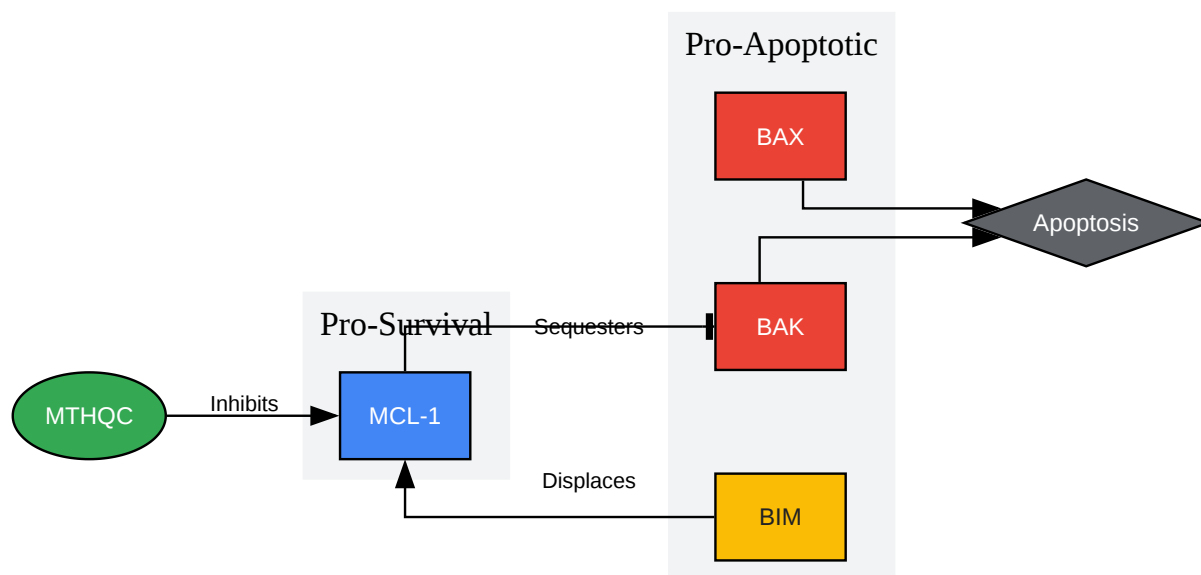 Pro-Apoptotic
BAX
Apoptosis
Pro-Survival
Sequesters
BAK
MTHQC
Inhibits
MCL-1
Displaces
BIM